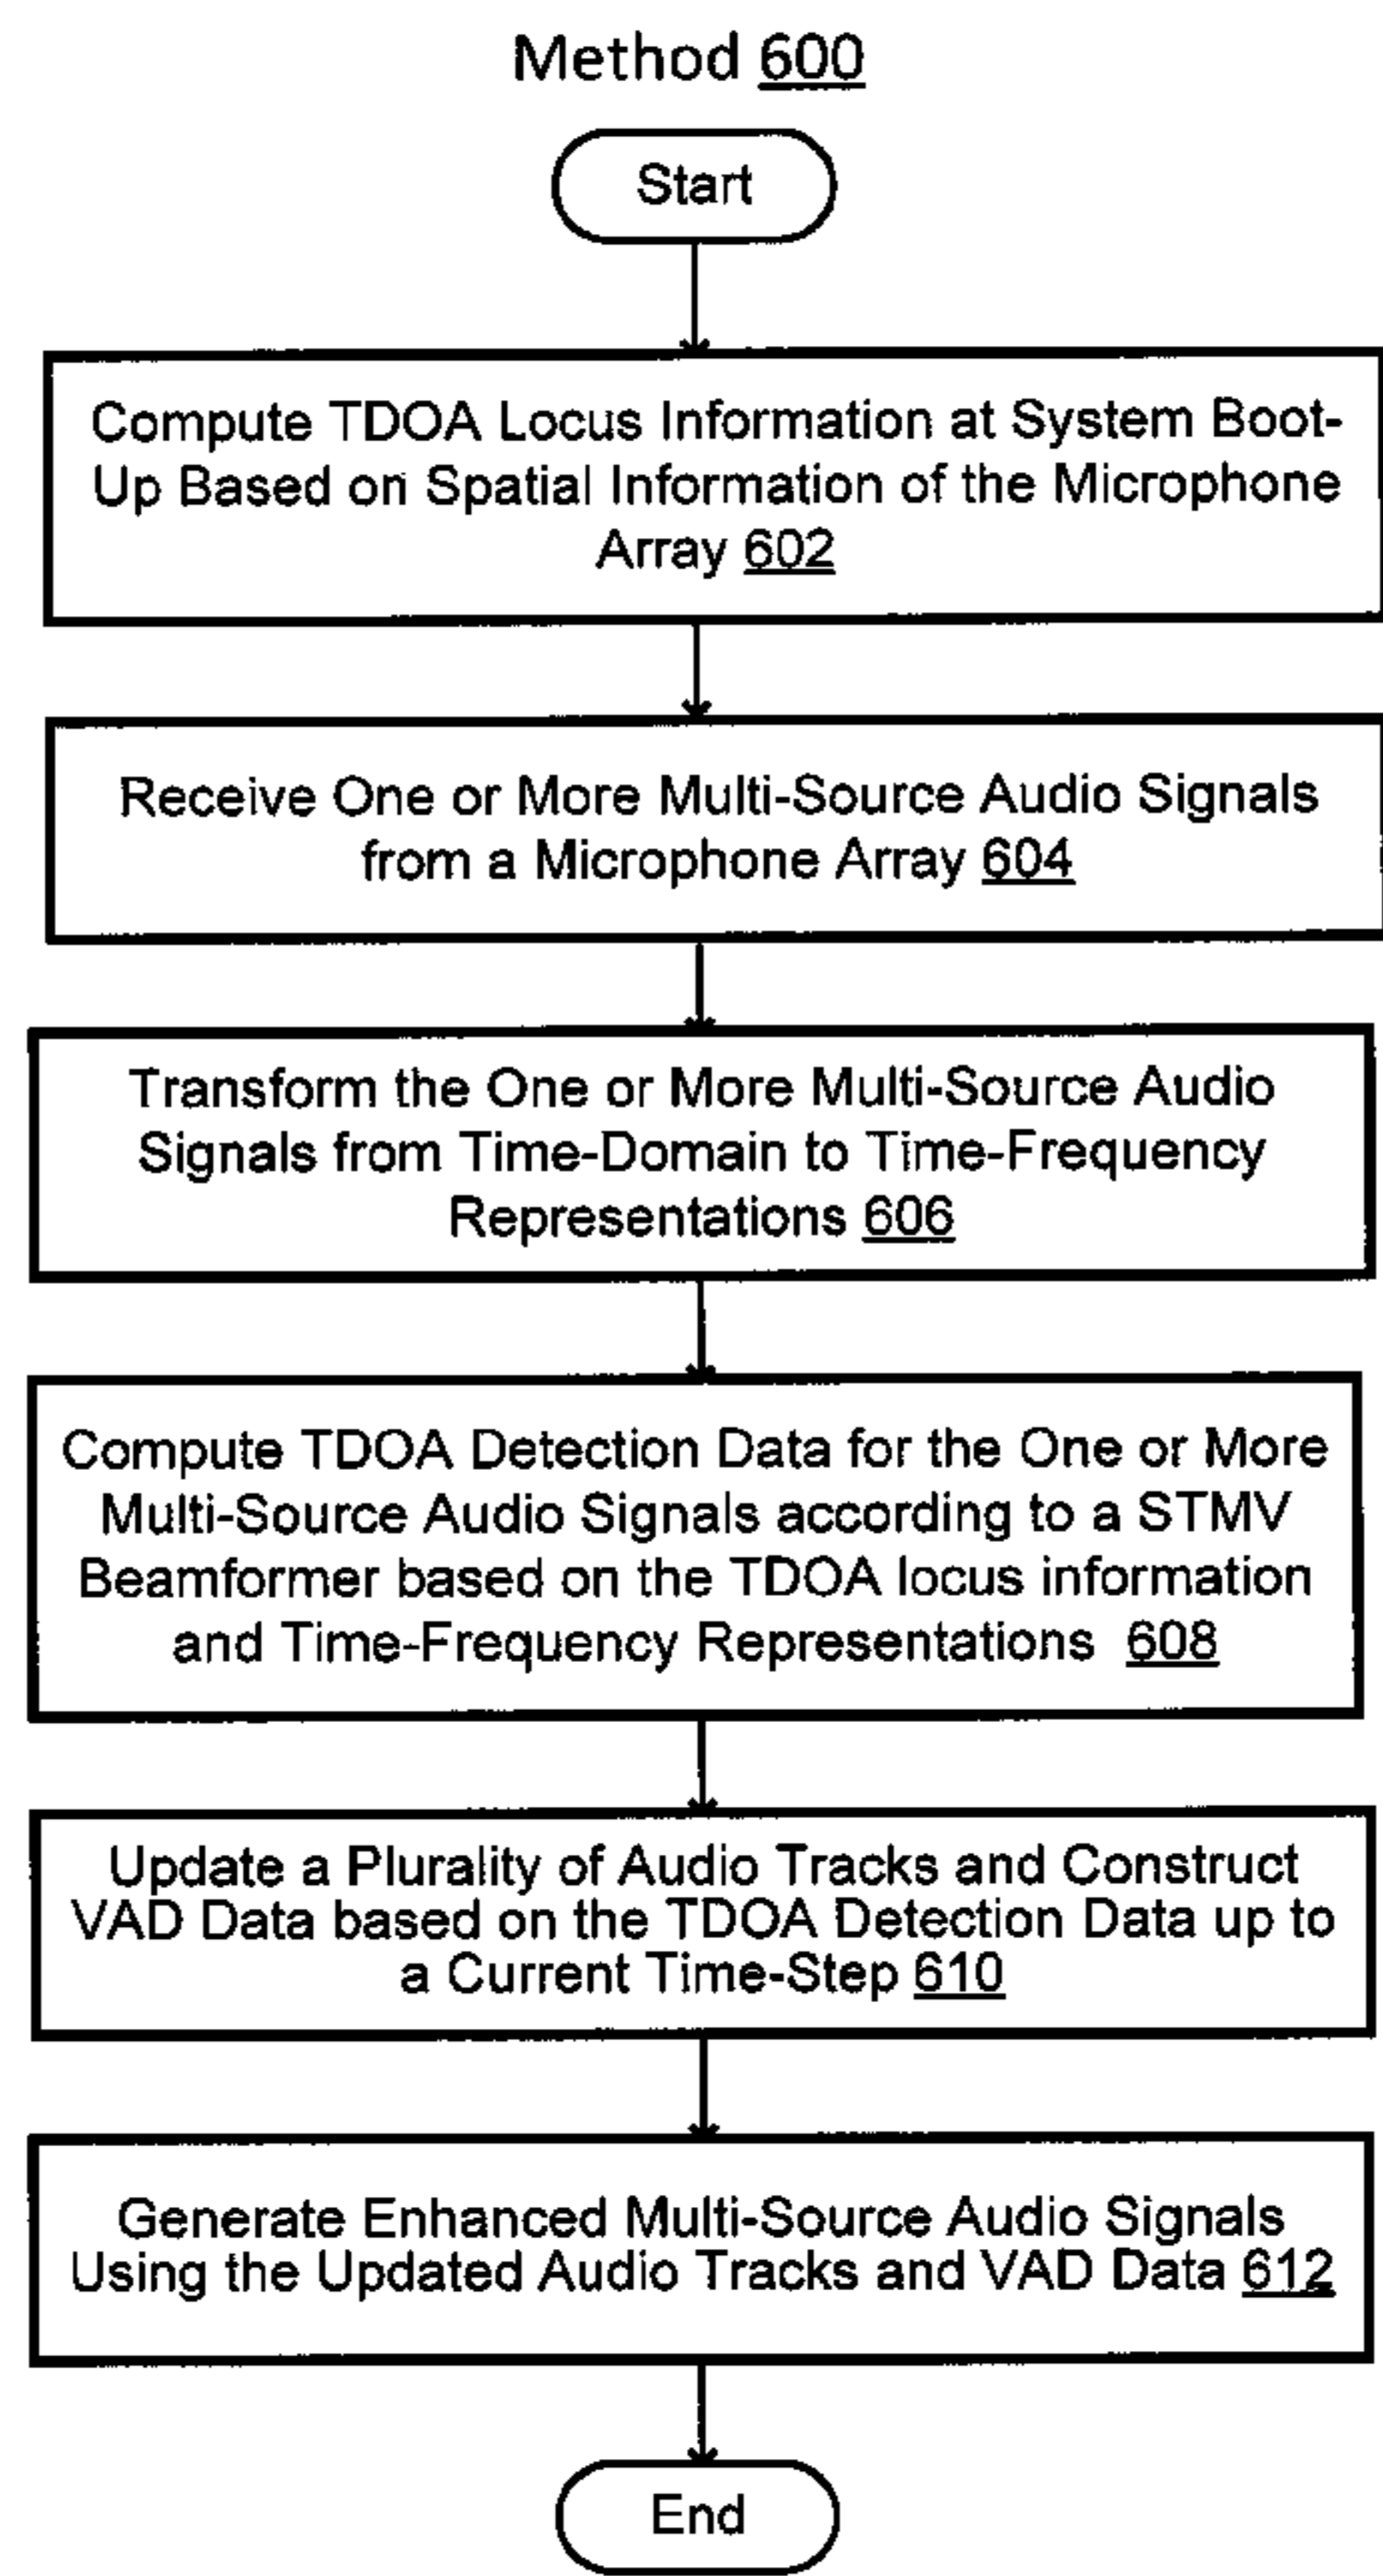 Method 600
Start
Compute TDOA Locus Information at System Boot-
Up Based on Spatial Information of the Microphone
Array 602
Receive One or More Multi-Source Audio Signals
from a Microphone Array 604
Transform the One or More Multi-Source Audio
Signals from Time-Domain to Time-Frequency
Representations 606
Compute TDOA Detection Data for the One or More
Multi-Source Audio Signals according to a STMV
Beamformer based on the TDOA locus information
and Time-Frequency Representations 608
Update a Plurality of Audio Tracks and Construct
VAD Data based on the TDOA Detection Data up to
a Current Time-Step 610
Generate Enhanced Multi-Source Audio Signals
Using the Updated Audio Tracks and VAD Data 612
End